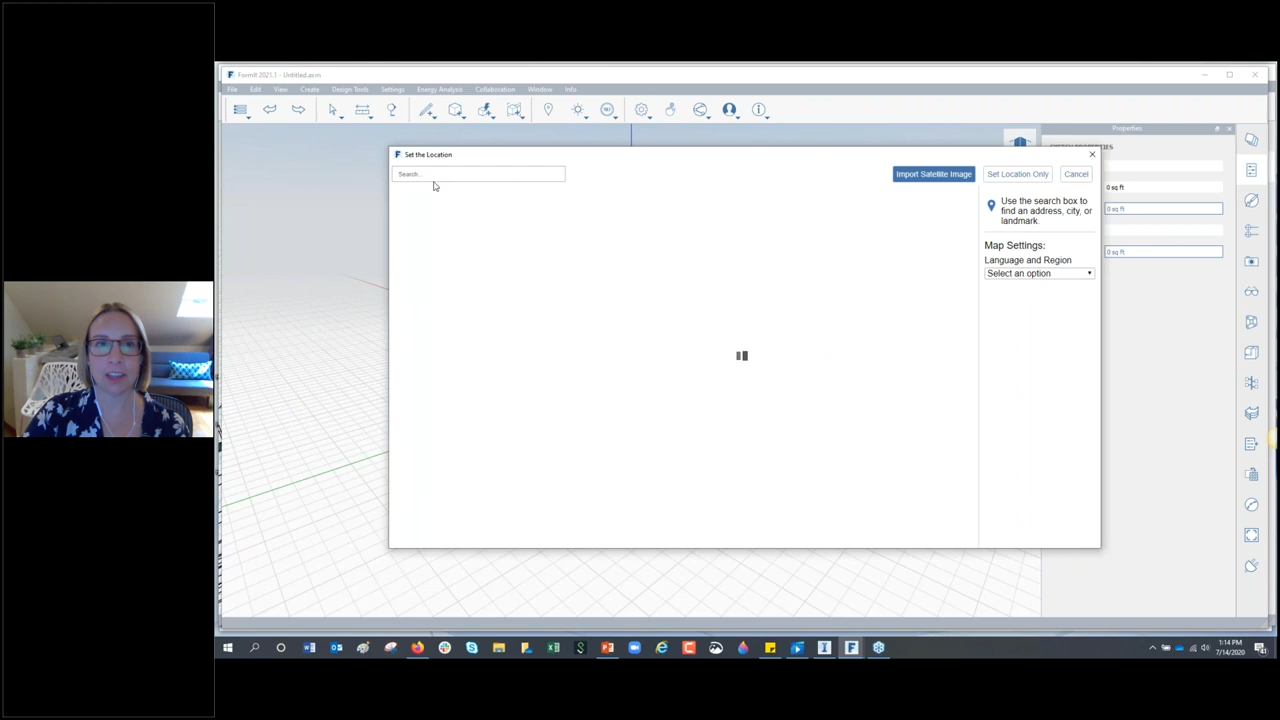 FormIt 2021.1 - Untitled.axm
File Edit View Create Design Tools Settings Energy Analysis Collaboration Window Info
Properties
Set the Location
Search...
Import Satellite Image
Set Location Only
Cancel
Use the search box to
find an address, city, or
landmark.
Map Settings:
Language and Region
Select an option
0 sq ft
0 sq ft
0 sq ft
1:14 PM
7/14/2020